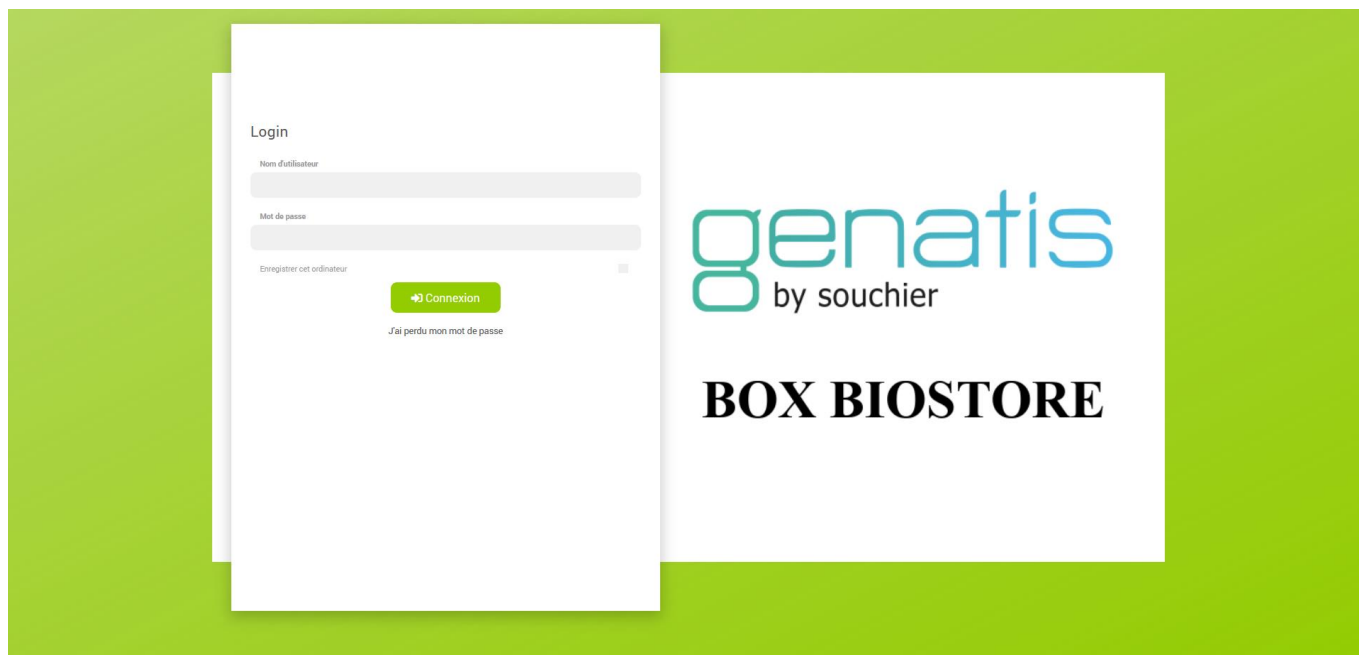 Login
Nom d'utilisateur
Mot de passe
Enregistrer cet ordinateur
Connexion
J'ai perdu mon mot de passe
genatis
by souchier
BOX BIOSTORE